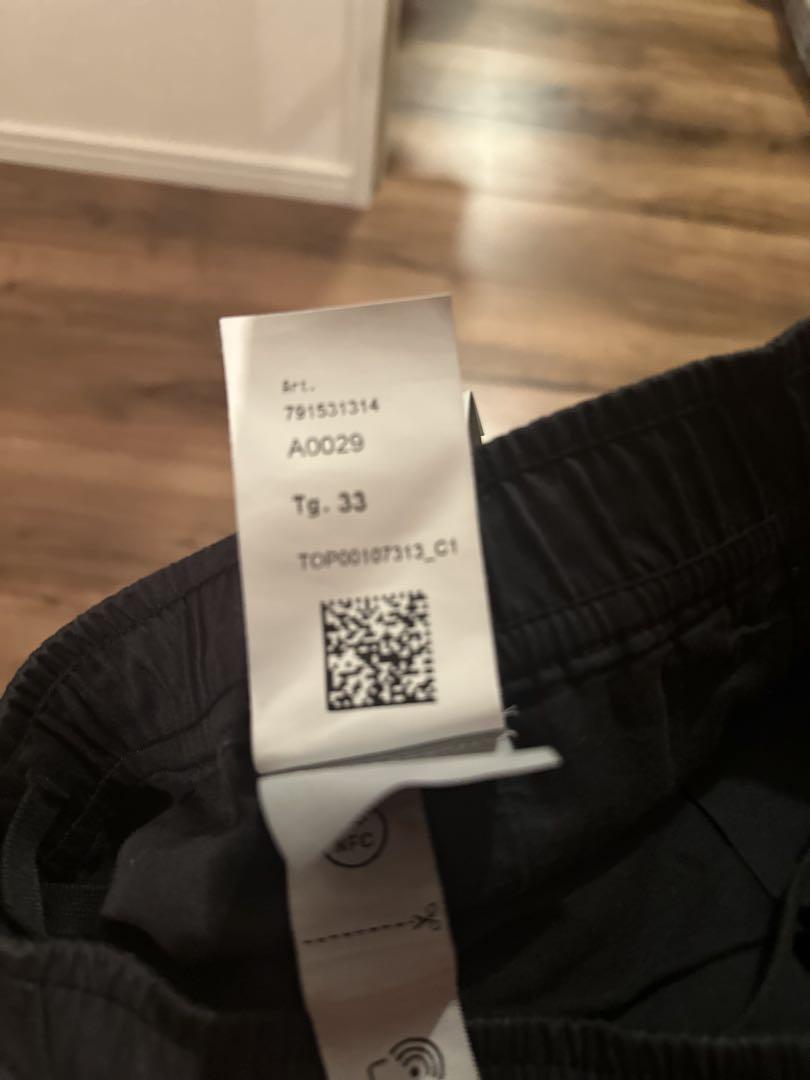 Art.
791531314
A0029
Tg. 33
TOP00107313_C1
NFC